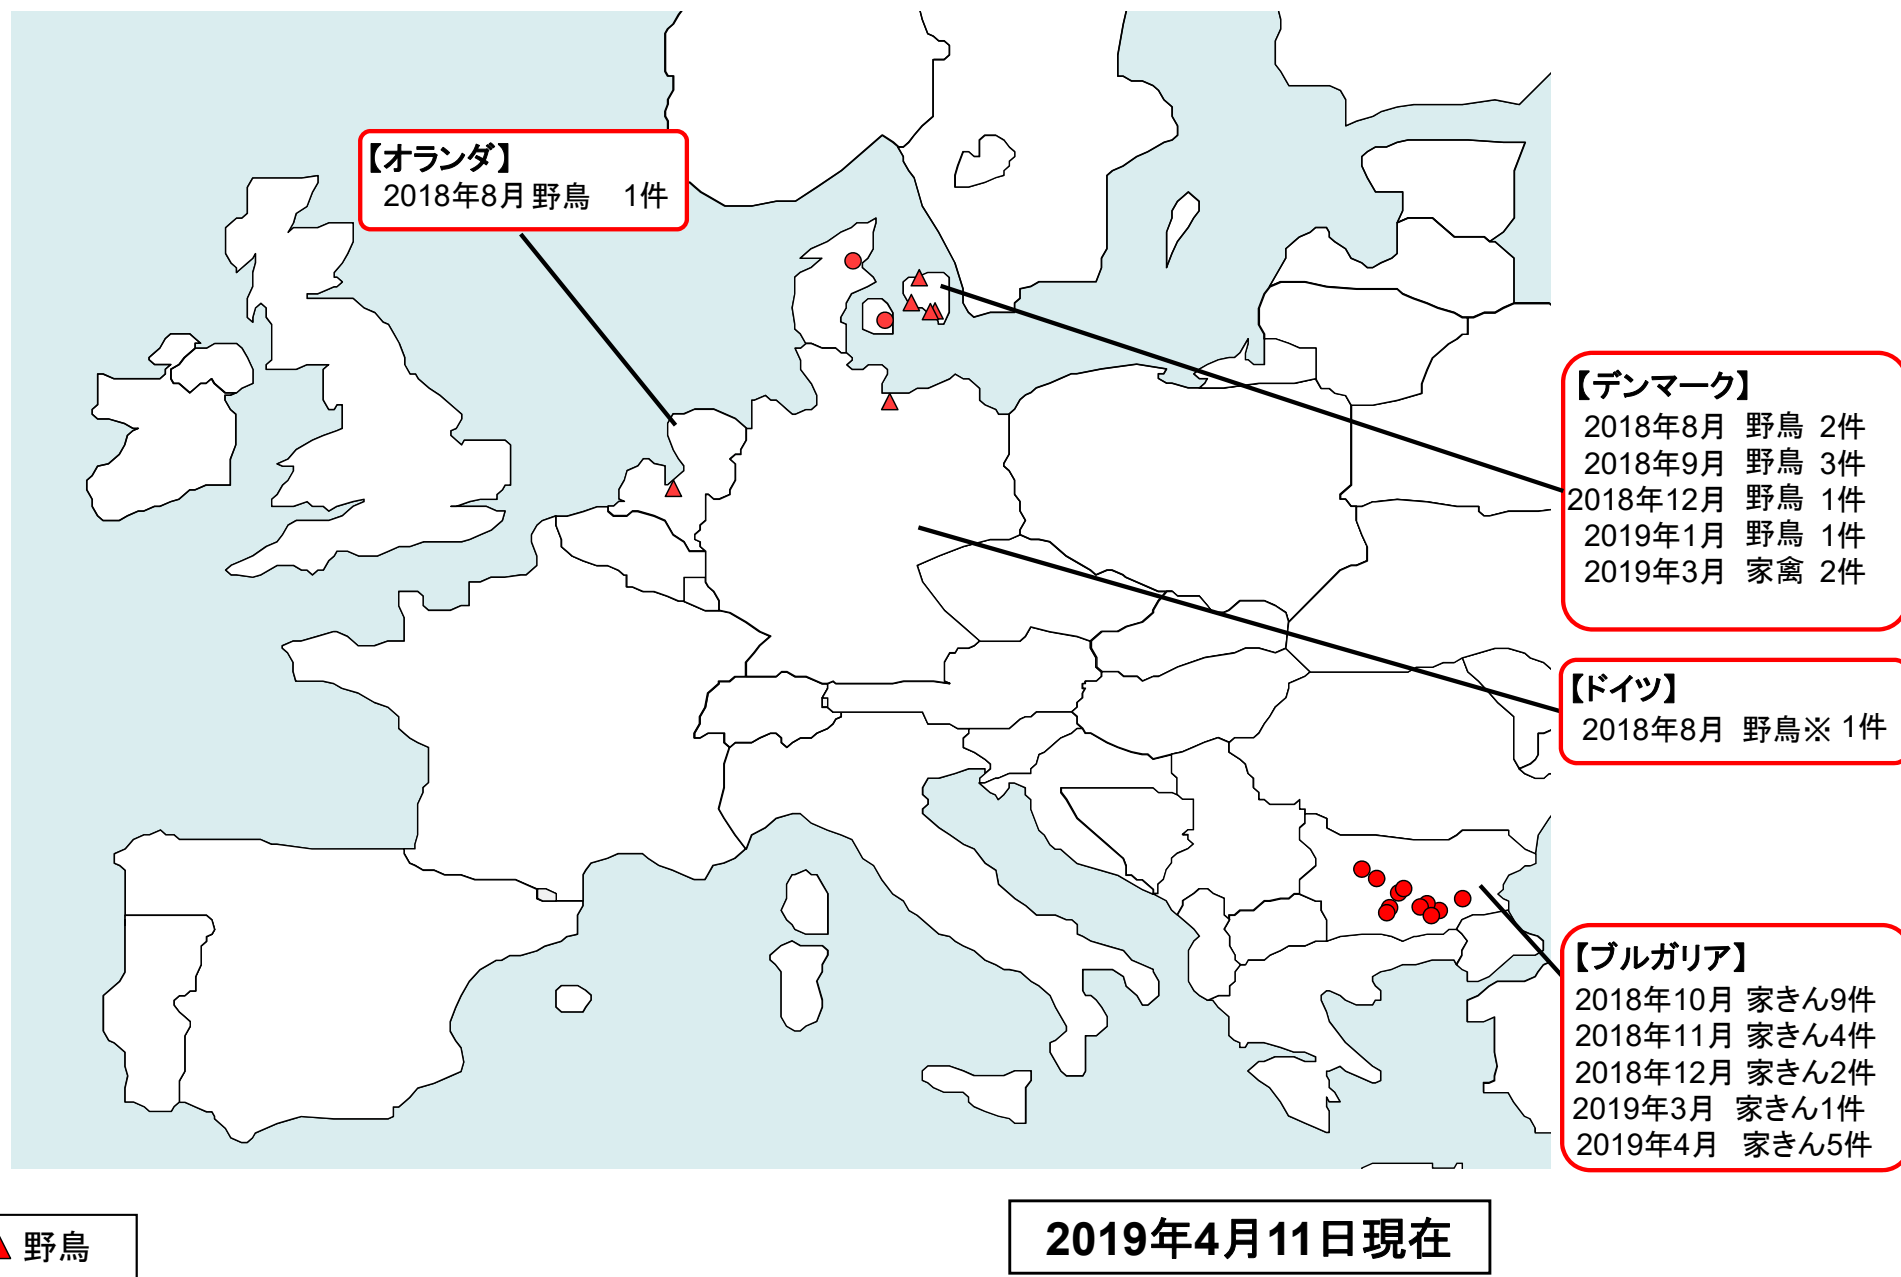 【オランダ】
2018年8月 野鳥 1件
【デンマーク】
2018年8月 野鳥 2件
2018年9月 野鳥 3件
2018年12月 野鳥 1件
2019年1月 野鳥 1件
2019年3月 家禽 2件
【ドイツ】
2018年8月 野鳥※ 1件
【ブルガリア】
2018年10月 家きん9件
2018年11月 家きん4件
2018年12月 家きん2件
2019年3月 家きん1件
2019年4月 家きん5件
▲ 野鳥
2019年4月11日現在